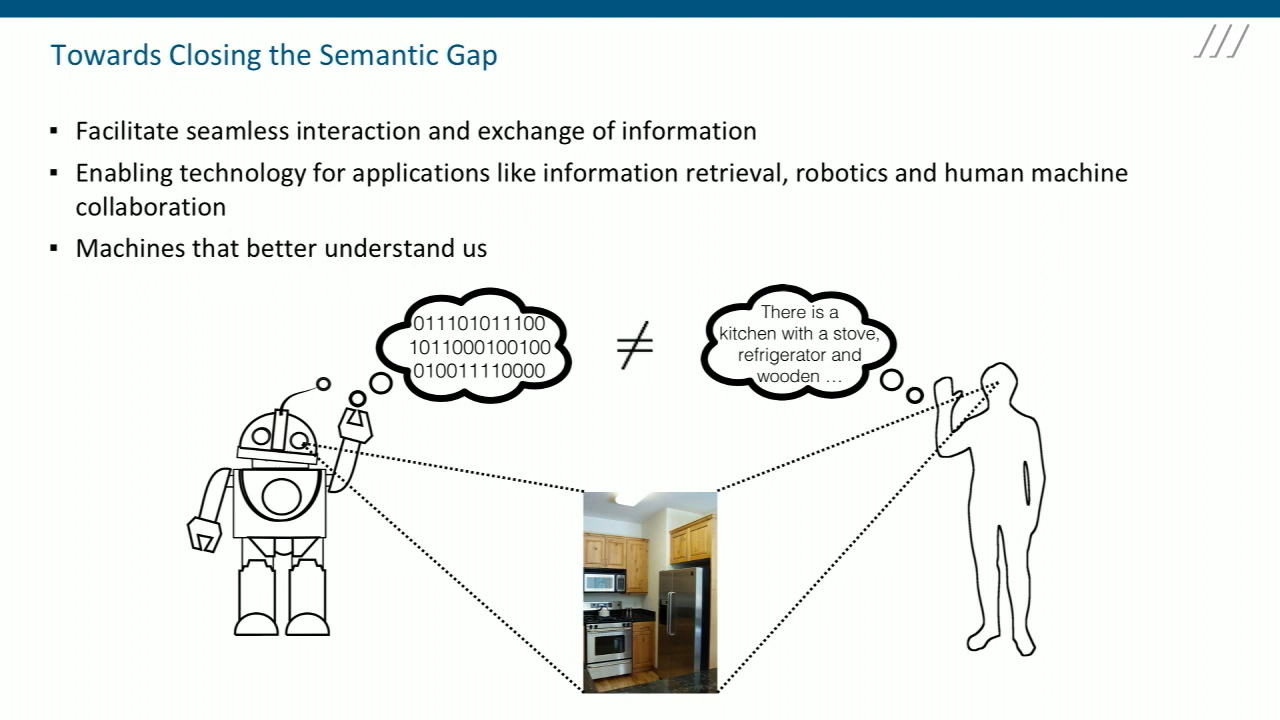 Towards Closing the Semantic Gap
▪ Facilitate seamless interaction and exchange of information
▪ Enabling technology for applications like information retrieval, robotics and human machine
collaboration
▪ Machines that better understand us
011101011100
1011000100100
010011110000
≠
There is a
kitchen with a stove,
refrigerator and
wooden ...